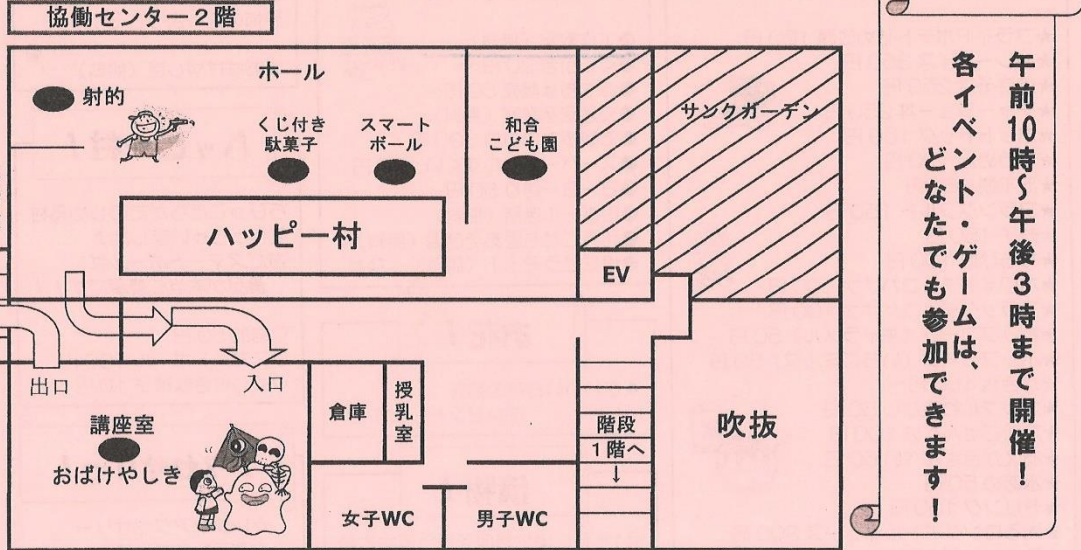 協働センター2階
ホール
射的
くじ付き
駄菓子
スマート
ボール
和合
こども園
サンクガーデン
ハッピー村
EV
出口
入口
講座室
おばけやしき
倉庫
授乳室
階段
1階へ
↓
吹抜
女子WC
男子WC
午前10時～午後3時まで開催！
各イベント・ゲームは、
どなたでも参加できます！